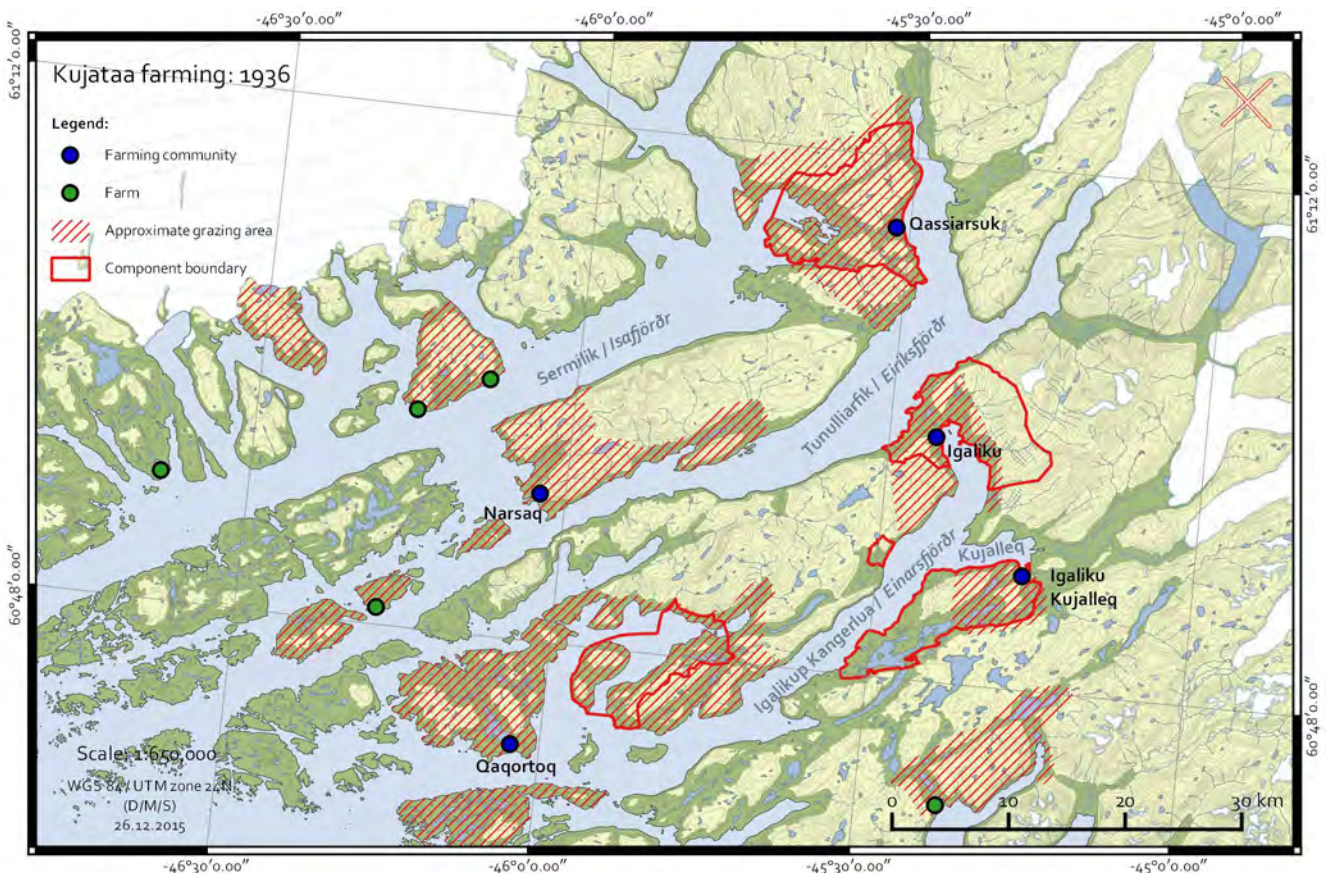 -46°30'0.00"
-46°0'0.00"
-45°30'0.00"
-45°0'0.00"
61°12'0.00"
61°12'0.00"
Kujataa farming: 1936
Legend:
Farming community
Farm
Approximate grazing area
Component boundary
Qassiarsuk
Sermilik / Isafjörðr
Tunulliarfik / Eiriksfjörðr
Igaliku
Narsaq
Kujalleq
Igaliku
Kujalleq
Igalikup Kangerlua / Einarsfjörðr
60°48'0.00"
60°48'0.00"
Qaqortoq
Scale: 1:650,000
WGS 84 / UTM zone 24N
(D/M/S)
26.12.2015
0 10 20 30 km
-46°30'0.00"
-46°0'0.00"
-45°30'0.00"
-45°0'0.00"